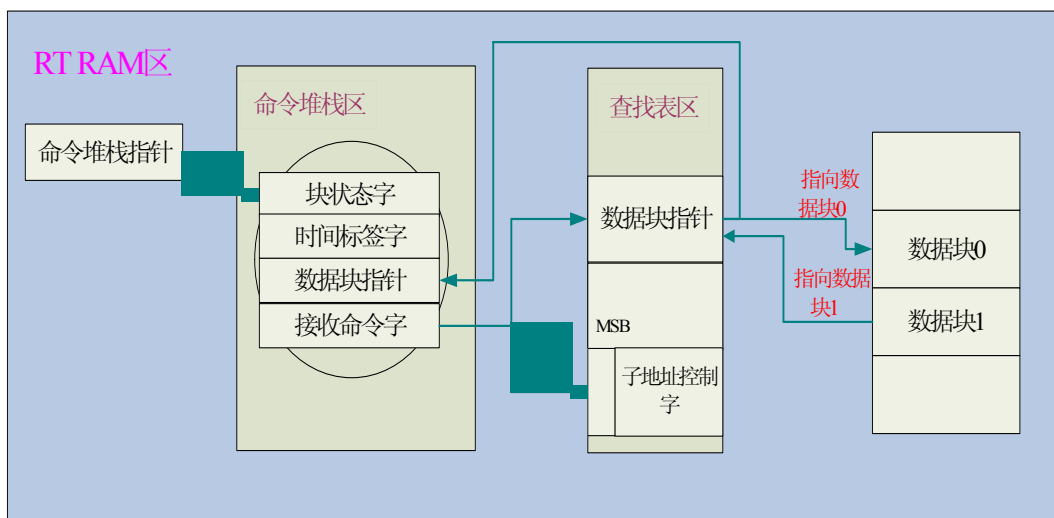 RT RAM区
命令堆栈指针
命令堆栈区
块状态字
时间标签字
数据块指针
接收命令字
查找表区
数据块指针
MSB
子地址控制
字
指向数
据块0
指向数据
块1
数据块0
数据块1